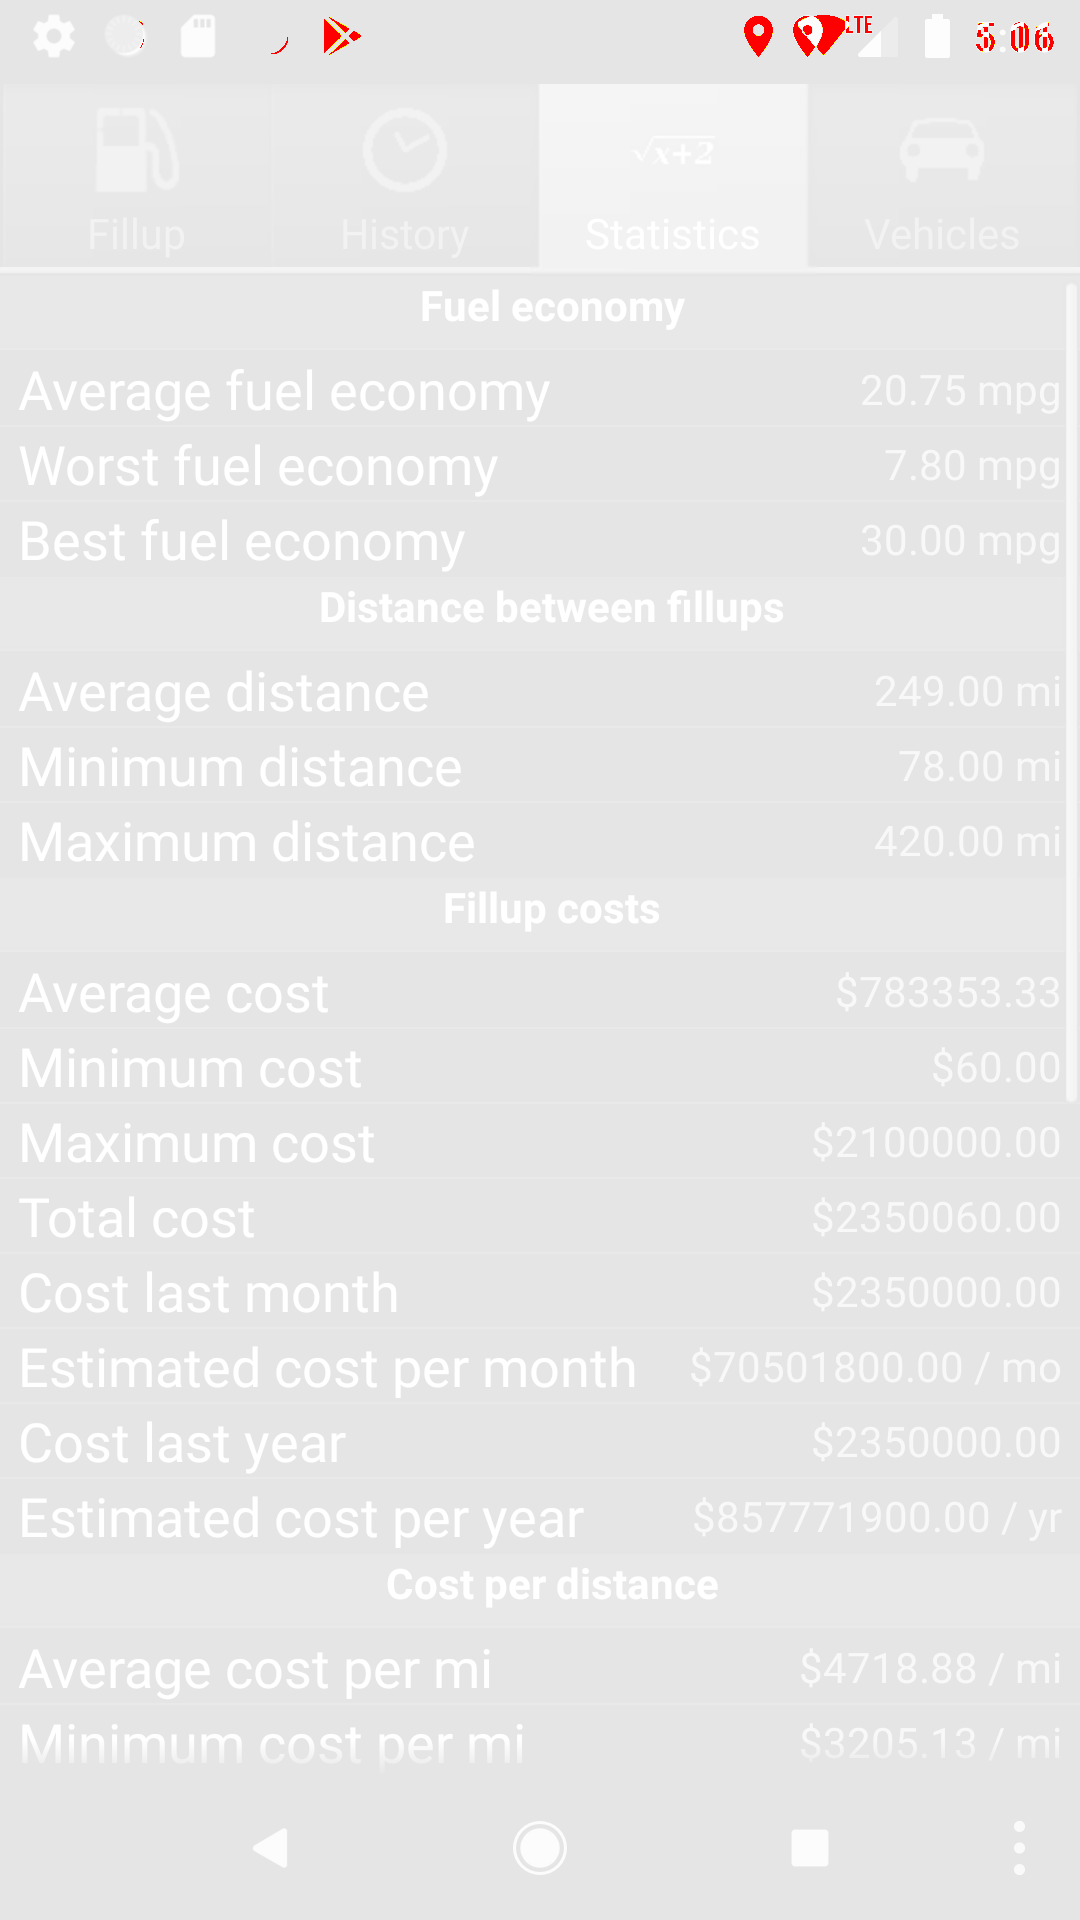 LTE 5:06
Fillup History √x+2 Statistics Vehicles
Fuel economy
Average fuel economy 20.75 mpg
Worst fuel economy 7.80 mpg
Best fuel economy 30.00 mpg
Distance between fillups
Average distance 249.00 mi
Minimum distance 78.00 mi
Maximum distance 420.00 mi
Fillup costs
Average cost $783353.33
Minimum cost $60.00
Maximum cost $2100000.00
Total cost $2350060.00
Cost last month $2350000.00
Estimated cost per month $70501800.00 / mo
Cost last year $2350000.00
Estimated cost per year $857771900.00 / yr
Cost per distance
Average cost per mi $4718.88 / mi
Minimum cost per mi $3205.13 / mi